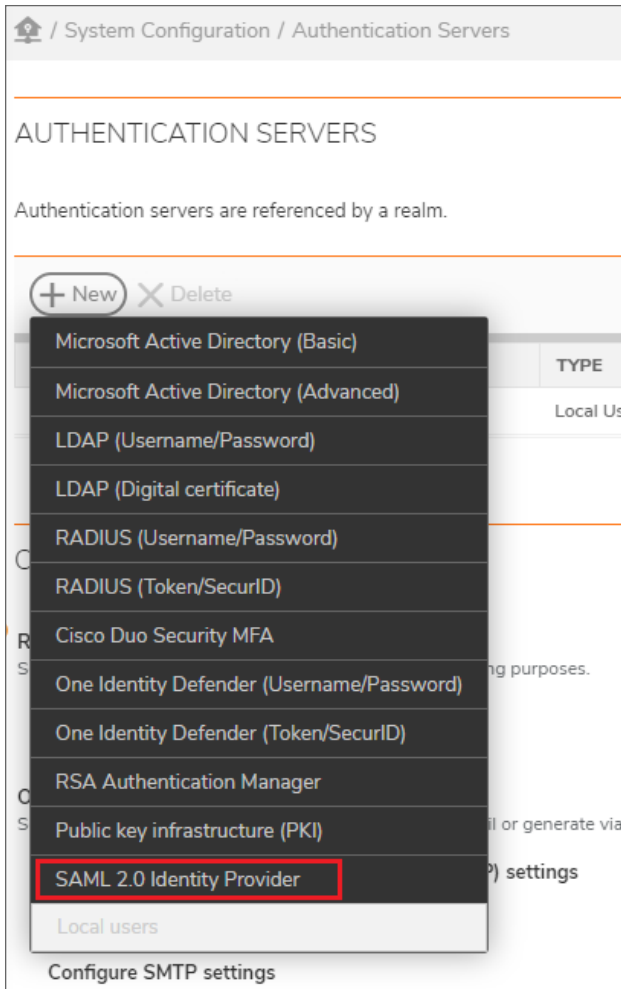 / System Configuration / Authentication Servers
AUTHENTICATION SERVERS
Authentication servers are referenced by a realm.
New Delete
Microsoft Active Directory (Basic)
TYPE
Microsoft Active Directory (Advanced)
Local Us
LDAP (Username/Password)
LDAP (Digital certificate)
RADIUS (Username/Password)
RADIUS (Token/SecurID)
Cisco Duo Security MFA
ng purposes.
One Identity Defender (Username/Password)
One Identity Defender (Token/SecurID)
RSA Authentication Manager
Public key infrastructure (PKI)
il or generate via
SAML 2.0 Identity Provider
P) settings
Local users
Configure SMTP settings